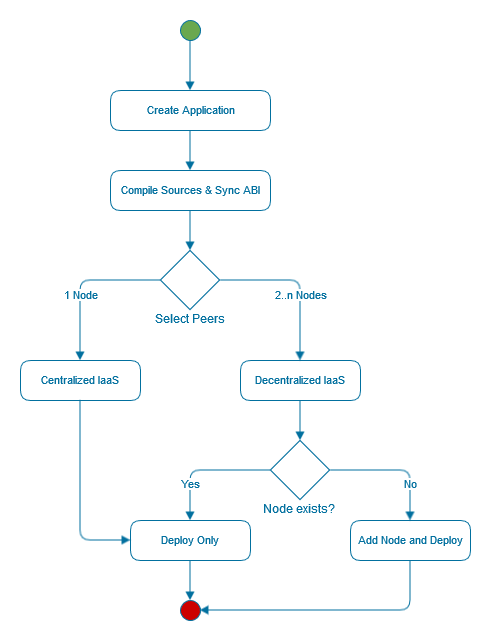 Create Application
Compile Sources & Sync ABI
1 Node
2..n Nodes
Select Peers
Centralized IaaS
Decentralized IaaS
Yes
No
Node exists?
Deploy Only
Add Node and Deploy